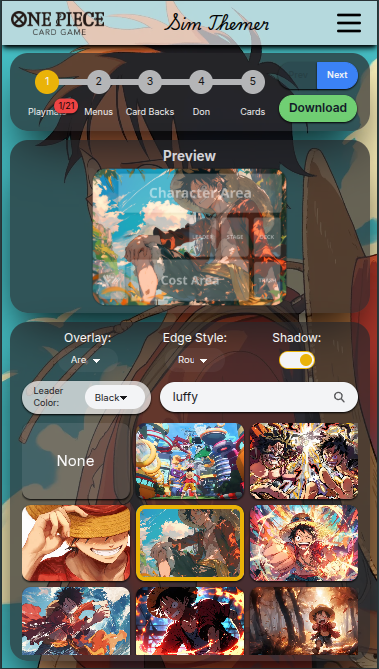 ONE PIECE
CARD GAME
Sim Themer
1 2 3 4 5
Next
Playma
1/21
Menus
Card Backs
Don
Cards
Download
Preview
Character Area
LEADER
STAGE
DECK
Cost Area
Overlay:
Edge Style:
Shadow:
Are
Rou
Leader
Color:
Black
luffy
None